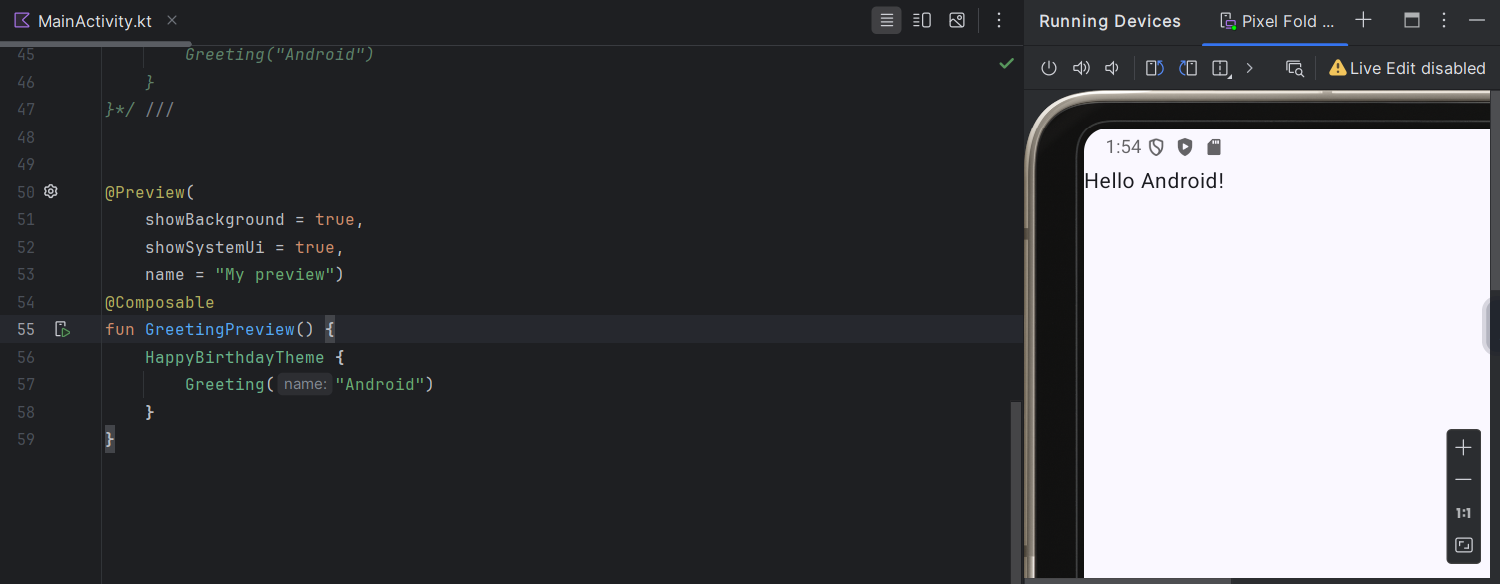 MainActivity.kt
Running Devices
Pixel Fold ...
Live Edit disabled
45 Greeting("Android")
46 }
47 }*/ ///
48
49
50 @Preview(
51 showBackground = true,
52 showSystemUi = true,
53 name = "My preview")
54 @Composable
55 fun GreetingPreview() {
56 HappyBirthdayTheme {
57 Greeting( name: "Android")
58 }
59 }
1:54
Hello Android!
1:1